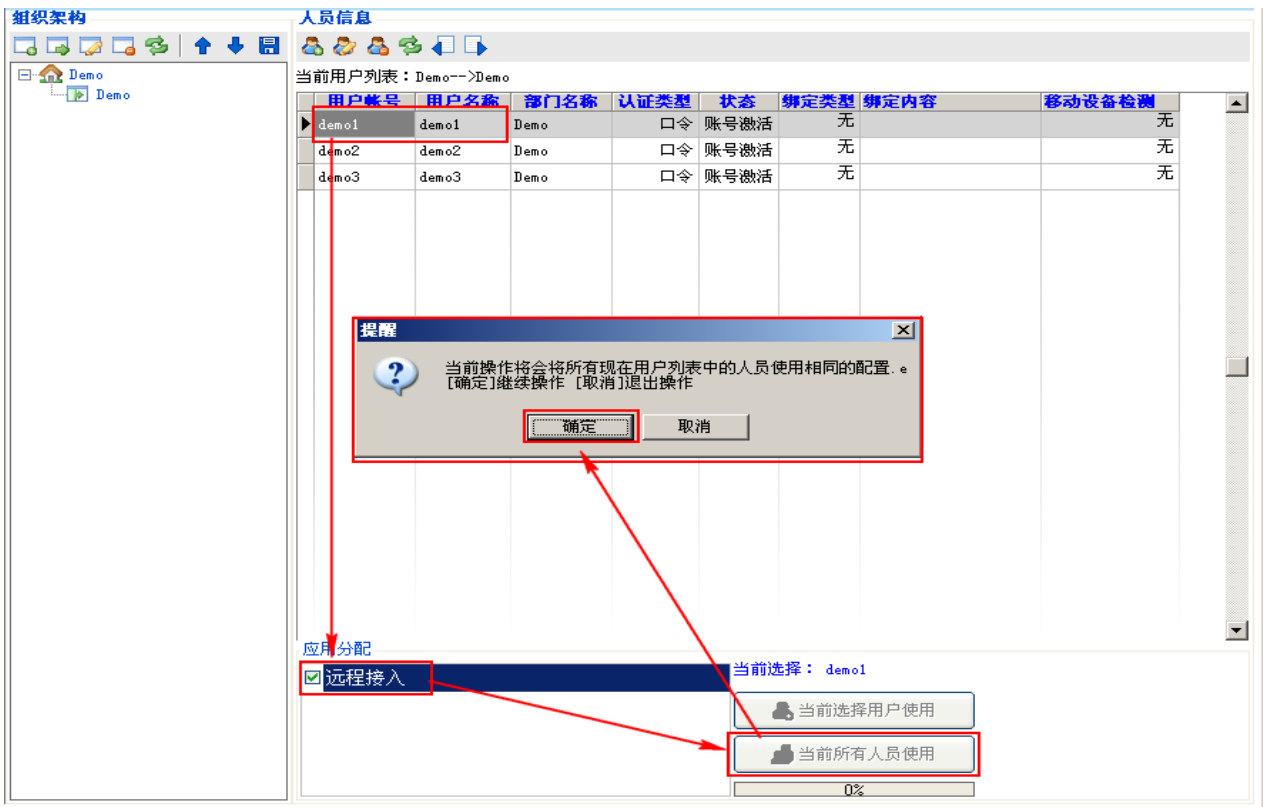 组织架构
人员信息
Demo
Demo
当前用户列表：Demo-->Demo
用户帐号 用户名称 部门名称 认证类型 状态 绑定类型 绑定内容 移动设备检测
demo1 demo1 Demo 口令 账号激活 无 无
demo2 demo2 Demo 口令 账号激活 无 无
demo3 demo3 Demo 口令 账号激活 无 无
提醒
当前操作将会将所有现在用户列表中的人员使用相同的配置.e
[确定]继续操作 [取消]退出操作
确定 取消
应用分配
远程接入
当前选择： demo1
当前选择用户使用
当前所有人员使用
0%